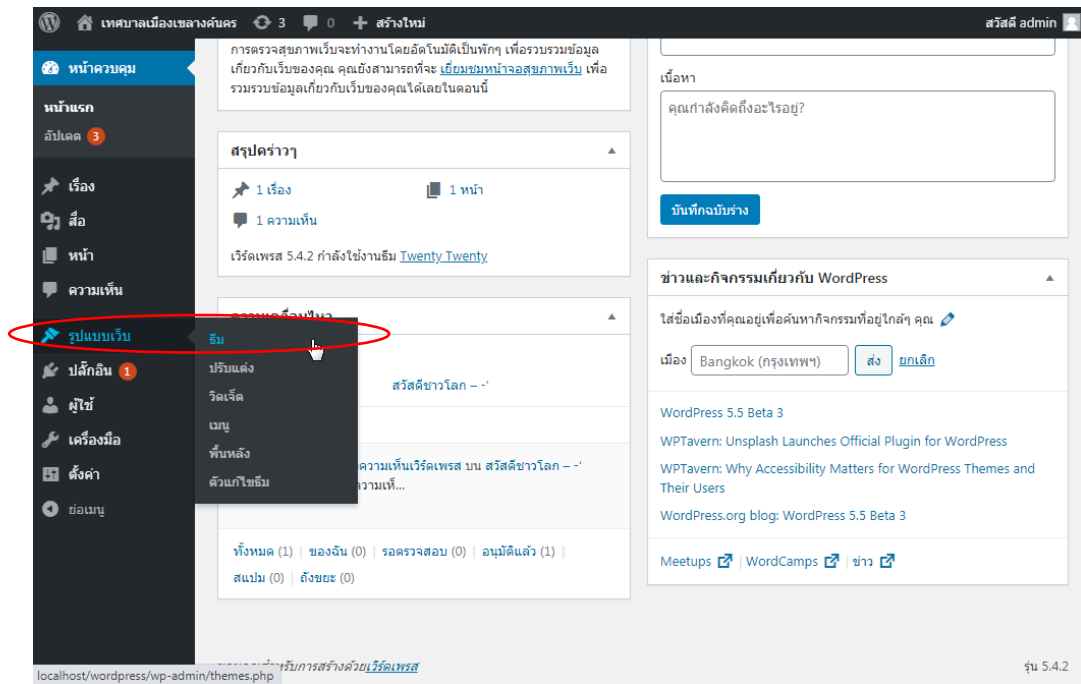 เทศบาลเมืองเขลางค์นคร 3 0 สร้างใหม่ สวัสดี admin
หน้าควบคุม
หน้าแรก
อัปเดต 3
เรื่อง
สื่อ
หน้า
ความเห็น
รูปแบบเว็บ
ปลั๊กอิน 1
ผู้ใช้
เครื่องมือ
ตั้งค่า
ย่อเมนู
ธีม
ปรับแต่ง
วิดเจ็ต
เมนู
พื้นหลัง
ตัวแก้ไขธีม
การตรวจสุขภาพเว็บจะทำงานโดยอัตโนมัติเป็นพักๆ เพื่อรวบรวมข้อมูล
เกี่ยวกับเว็บของคุณ คุณยังสามารถที่จะ เยี่ยมชมหน้าจอสุขภาพเว็บ เพื่อ
รวมรวบข้อมูลเกี่ยวกับเว็บของคุณได้เลยในตอนนี้
สรุปคร่าวๆ
1 เรื่อง 1 หน้า
1 ความเห็น
เวิร์ดเพรส 5.4.2 กำลังใช้งานธีม Twenty Twenty
สวัสดีชาวโลก – -‘
ความเห็นเวิร์ดเพรส บน สวัสดีชาวโลก – -‘
ความเห็...
ทั้งหมด (1) | ของฉัน (0) | รอตรวจสอบ (0) | อนุมัติแล้ว (1) |
สแปม (0) | ถังขยะ (0)
เนื้อหา
คุณกำลังคิดถึงอะไรอยู่?
บันทึกฉบับร่าง
ข่าวและกิจกรรมเกี่ยวกับ WordPress
ใส่ชื่อเมืองที่คุณอยู่เพื่อค้นหากิจกรรมที่อยู่ใกล้ๆ คุณ
เมือง Bangkok (กรุงเทพฯ) ส่ง ยกเลิก
WordPress 5.5 Beta 3
WPTavern: Unsplash Launches Official Plugin for WordPress
WPTavern: Why Accessibility Matters for WordPress Themes and
Their Users
WordPress.org blog: WordPress 5.5 Beta 3
Meetups | WordCamps | ข่าว
สร้างด้วยเวิร์ดเพรส รุ่น 5.4.2
localhost/wordpress/wp-admin/themes.php